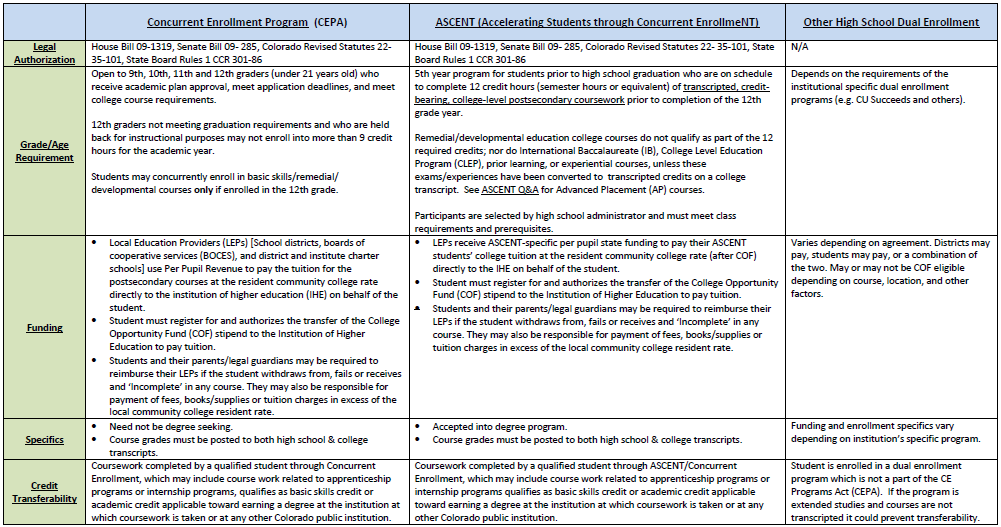 Concurrent Enrollment Program (CEPA)
ASCENT (Accelerating Students through Concurrent EnrollmeNT)
Other High School Dual Enrollment
Legal
Authorization
House Bill 09-1319, Senate Bill 09- 285, Colorado Revised Statutes 22-
35-101, State Board Rules 1 CCR 301-86
House Bill 09-1319, Senate Bill 09- 285, Colorado Revised Statutes 22- 35-101, State
Board Rules 1 CCR 301-86
N/A
Grade/Age
Requirement
Open to 9th, 10th, 11th and 12th graders (under 21 years old) who
receive academic plan approval, meet application deadlines, and meet
college course requirements.
12th graders not meeting graduation requirements and who are held
back for instructional purposes may not enroll into more than 9 credit
hours for the academic year.
Students may concurrently enroll in basic skills/remedial/
developmental courses only if enrolled in the 12th grade.
5th year program for students prior to high school graduation who are on schedule
to complete 12 credit hours (semester hours or equivalent) of transcripted, credit-
bearing, college-level postsecondary coursework prior to completion of the 12th
grade year.
Remedial/developmental education college courses do not qualify as part of the 12
required credits; nor do International Baccalaureate (IB), College Level Education
Program (CLEP), prior learning, or experiential courses, unless these
exams/experiences have been converted to transcripted credits on a college
transcript. See ASCENT Q&A for Advanced Placement (AP) courses.
Participants are selected by high school administrator and must meet class
requirements and prerequisites.
Depends on the requirements of the
institutional specific dual enrollment
programs (e.g. CU Succeeds and others).
Funding
• Local Education Providers (LEPs) [School districts, boards of
cooperative services (BOCES), and district and institute charter
schools] use Per Pupil Revenue to pay the tuition for the
postsecondary courses at the resident community college rate
directly to the institution of higher education (IHE) on behalf of the
student.
• Student must register for and authorizes the transfer of the College
Opportunity Fund (COF) stipend to the Institution of Higher
Education to pay tuition.
• Students and their parents/legal guardians may be required to
reimburse their LEPs if the student withdraws from, fails or receives
and ‘Incomplete’ in any course. They may also be responsible for
payment of fees, books/supplies or tuition charges in excess of the
local community college resident rate.
• LEPs receive ASCENT-specific per pupil state funding to pay their ASCENT
students’ college tuition at the resident community college rate (after COF)
directly to the IHE on behalf of the student.
• Student must register for and authorizes the transfer of the College Opportunity
Fund (COF) stipend to the Institution of Higher Education to pay tuition.
• Students and their parents/legal guardians may be required to reimburse their
LEPs if the student withdraws from, fails or receives and ‘Incomplete’ in any
course. They may also be responsible for payment of fees, books/supplies or
tuition charges in excess of the local community college resident rate.
Varies depending on agreement. Districts may
pay, students may pay, or a combination of
the two. May or may not be COF eligible
depending on course, location, and other
factors.
Specifics
• Need not be degree seeking.
• Course grades must be posted to both high school & college
transcripts.
• Accepted into degree program.
• Course grades must be posted to both high school & college transcripts.
Funding and enrollment specifics vary
depending on institution’s specific program.
Credit
Transferability
Coursework completed by a qualified student through Concurrent
Enrollment, which may include course work related to apprenticeship
programs or internship programs, qualifies as basic skills credit or
academic credit applicable toward earning a degree at the institution at
which coursework is taken or at any other Colorado public institution.
Coursework completed by a qualified student through ASCENT/Concurrent
Enrollment, which may include course work related to apprenticeship programs or
internship programs qualifies as basic skills credit or academic credit applicable
toward earning a degree at the institution at which coursework is taken or at any
other Colorado public institution.
Student is enrolled in a dual enrollment
program which is not a part of the CE
Programs Act (CEPA). If the program is
extended studies and courses are not
transcripted it could prevent transferability.